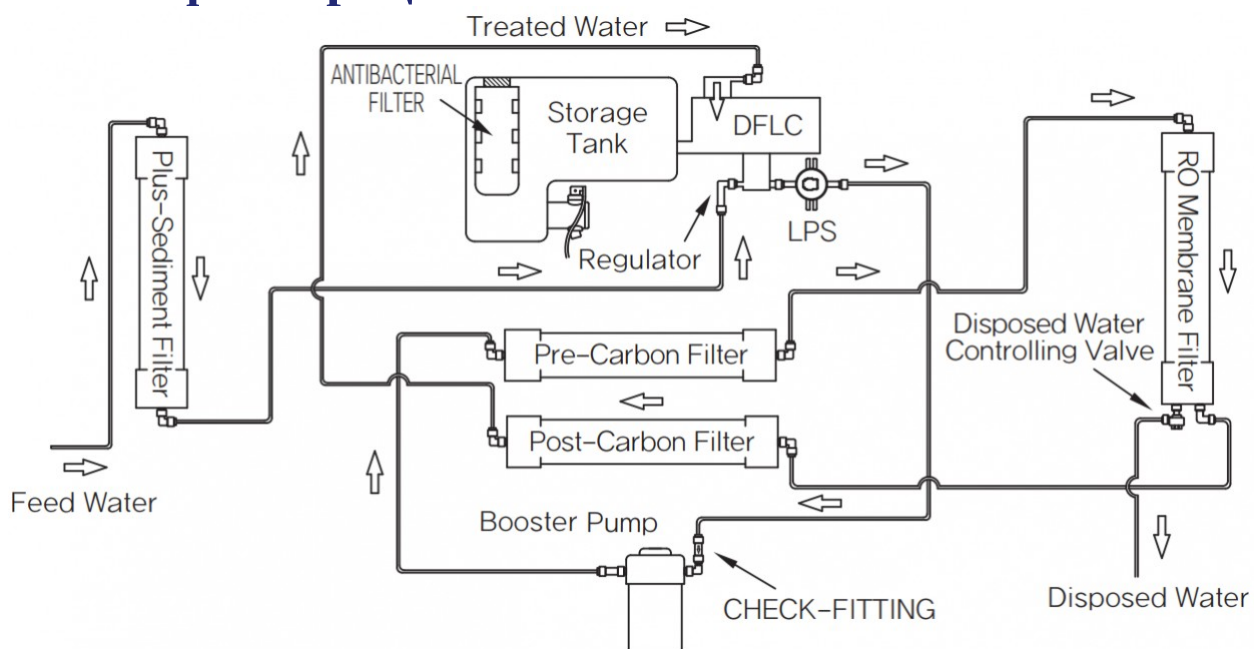 Treated Water
ANTIBACTERIAL
FILTER
Storage
Tank
DFLC
Plus-Sediment Filter
RO Membrane Filter
LPS
Regulator
Disposed Water
Controlling Valve
Pre-Carbon Filter
Post-Carbon Filter
Feed Water
Booster Pump
CHECK-FITTING
Disposed Water